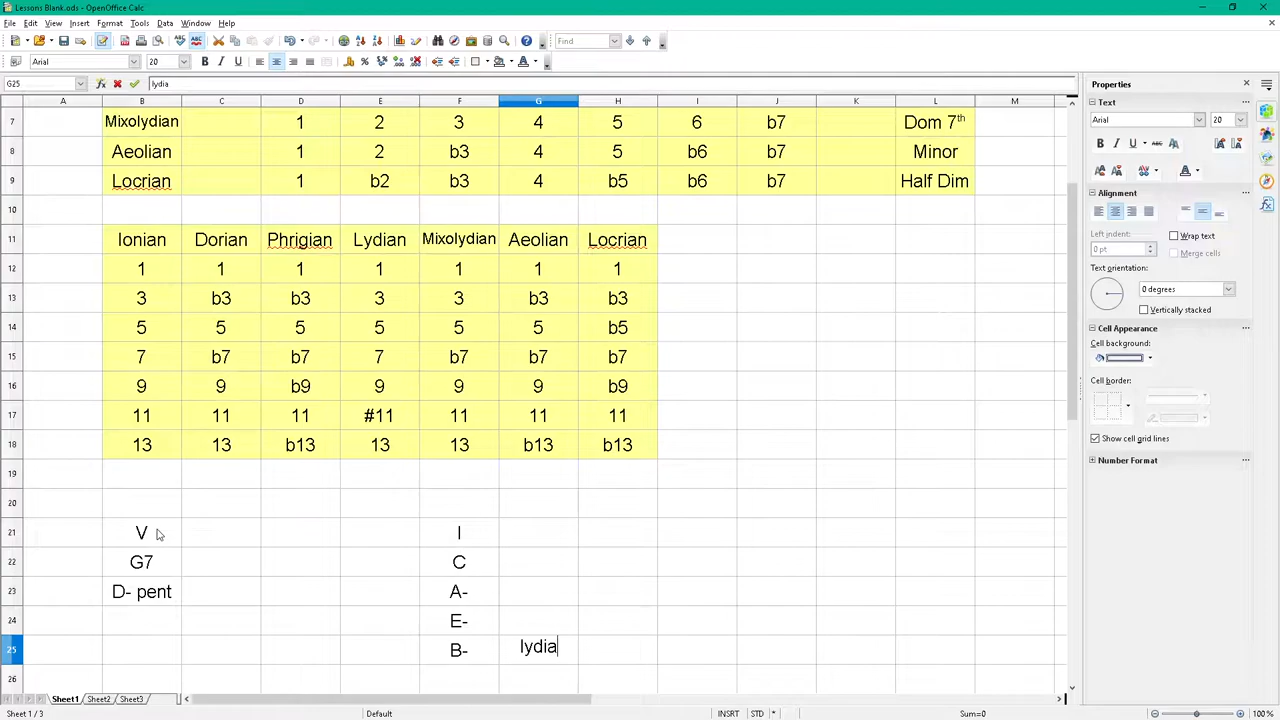 Lessons Blank.ods - OpenOffice Calc
File Edit View Insert Format Tools Data Window Help
Find
Arial 20
G25 lydia
A B C D E F G H I J K L M
7 Mixolydian 1 2 3 4 5 6 b7 Dom 7th
8 Aeolian 1 2 b3 4 5 b6 b7 Minor
9 Locrian 1 b2 b3 4 b5 b6 b7 Half Dim
10
11 Ionian Dorian Phrigian Lydian Mixolydian Aeolian Locrian
12 1 1 1 1 1 1 1
13 3 b3 b3 3 3 b3 b3
14 5 5 5 5 5 5 b5
15 7 b7 b7 7 b7 b7 b7
16 9 9 b9 9 9 9 b9
17 11 11 11 #11 11 11 11
18 13 13 b13 13 13 b13 b13
19
20
21 V I
22 G7 C
23 D- pent A-
24 E-
25 B- lydia
26
Sheet1 Sheet2 Sheet3
Sheet 1 / 3 Default INSRT STD * Sum=0 100%
Properties
Text
Arial 20
Alignment
Left indent: Wrap text
0 pt Merge cells
Text orientation:
0 degrees
Vertically stacked
Cell Appearance
Cell background:
Cell border:
Show cell grid lines
Number Format